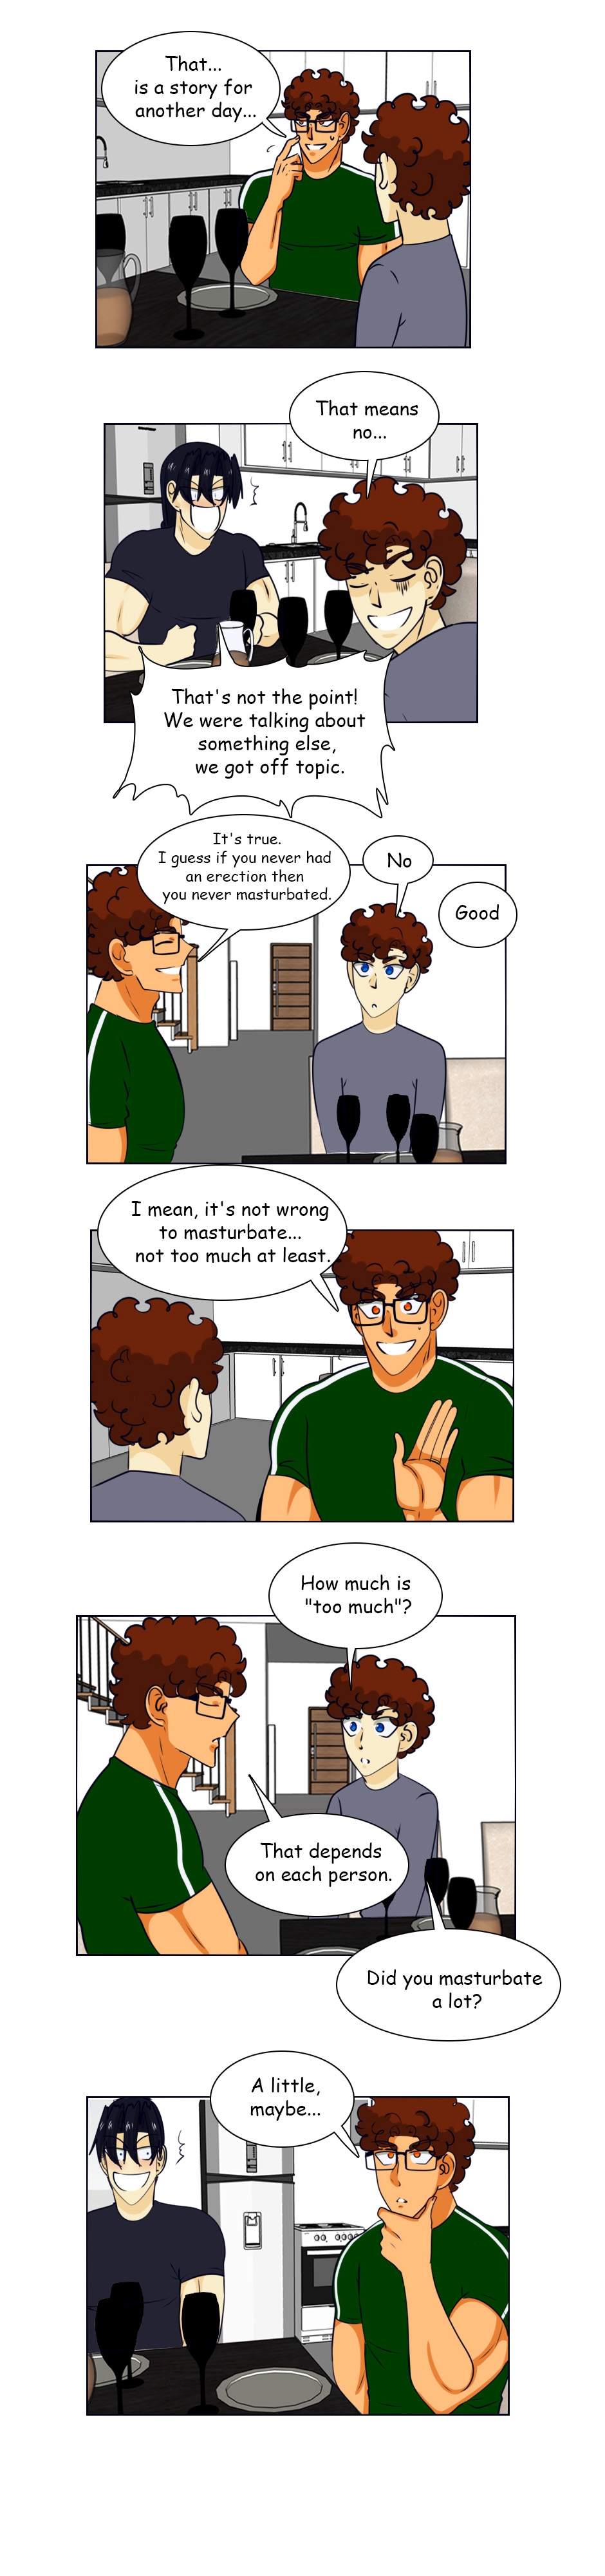 That...
is a story for
another day...
That means
no...
That's not the point!
We were talking about
something else,
we got off topic.
It's true.
I guess if you never had
an erection then
you never masturbated.
No
Good
I mean, it's not wrong
to masturbate...
not too much at least.
How much is
"too much"?
That depends
on each person.
Did you masturbate
a lot?
A little,
maybe...